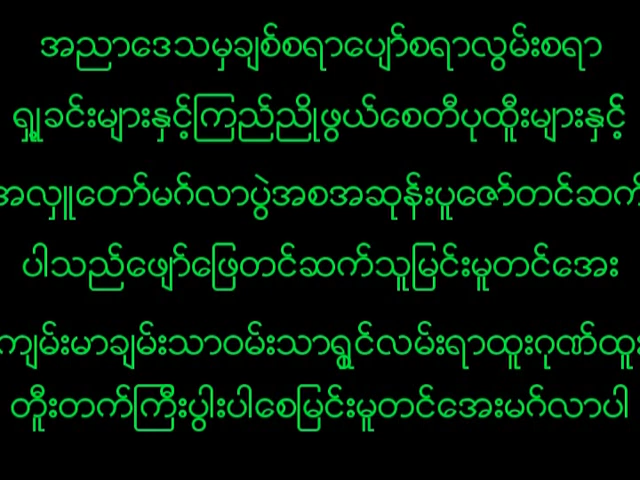 အညာဒေသမှချစ်စရာပျော်စရာလွမ်းစရာ
ရှုခင်းများနှင့်ကြည်ညိုဖွယ်စေတီပုထိူးများနှင့်
အလှူတော်မဂ်လာပွဲအစအဆုန်းပူဇော်တင်ဆက်
ပါသည်ဖျော်ဖြေတင်ဆက်သူမြင်းမူတင်အေး
ကျမ်းမာချမ်းသာဝမ်းသာရွှင်လမ်းရာထူးဂုဏ်ထူး
တိူးတက်ကြီးပွါးပါစေမြင်းမူတင်အေးမဂ်လာပါ